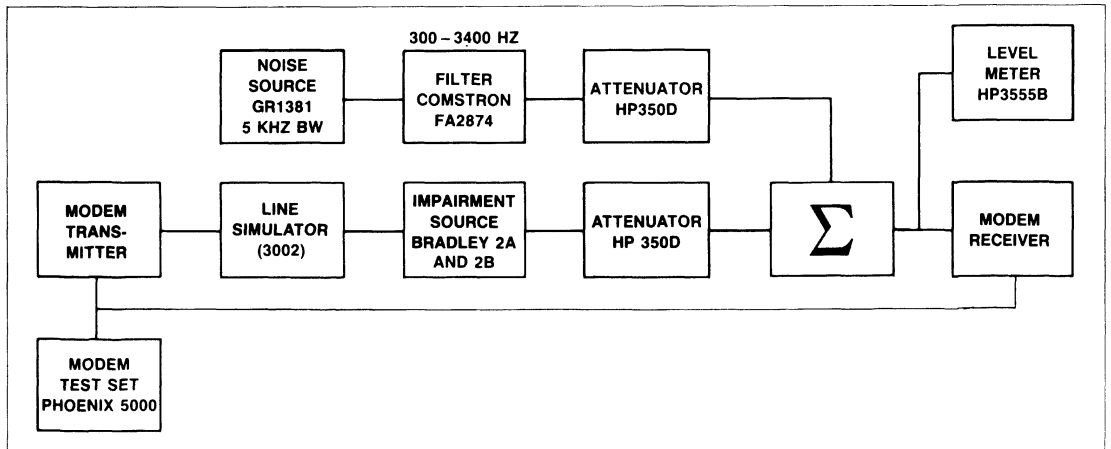 300 – 3400 HZ
NOISE
SOURCE
GR1381
5 KHZ BW
FILTER
COMSTRON
FA2874
ATTENUATOR
HP350D
LEVEL
METER
HP3555B
MODEM
TRANS-
MITTER
LINE
SIMULATOR
(3002)
IMPAIRMENT
SOURCE
BRADLEY 2A
AND 2B
ATTENUATOR
HP 350D
Σ
MODEM
RECEIVER
MODEM
TEST SET
PHOENIX 5000